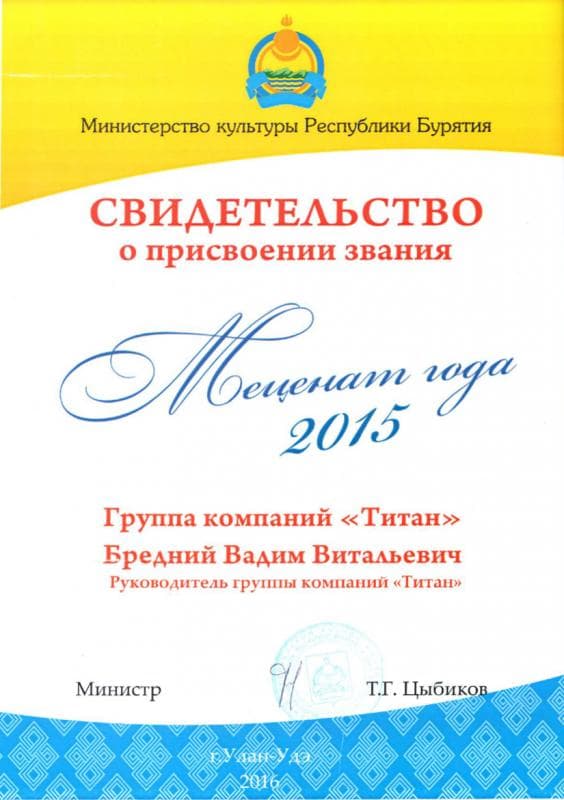 Министерство культуры Республики Бурятия
СВИДЕТЕЛЬСТВО
о присвоении звания
Меценат года
2015
Группа компаний «Титан»
Бредний Вадим Витальевич
Руководитель группы компаний «Титан»
Министр Т.Г. Цыбиков
г.Улан-Удэ
2016